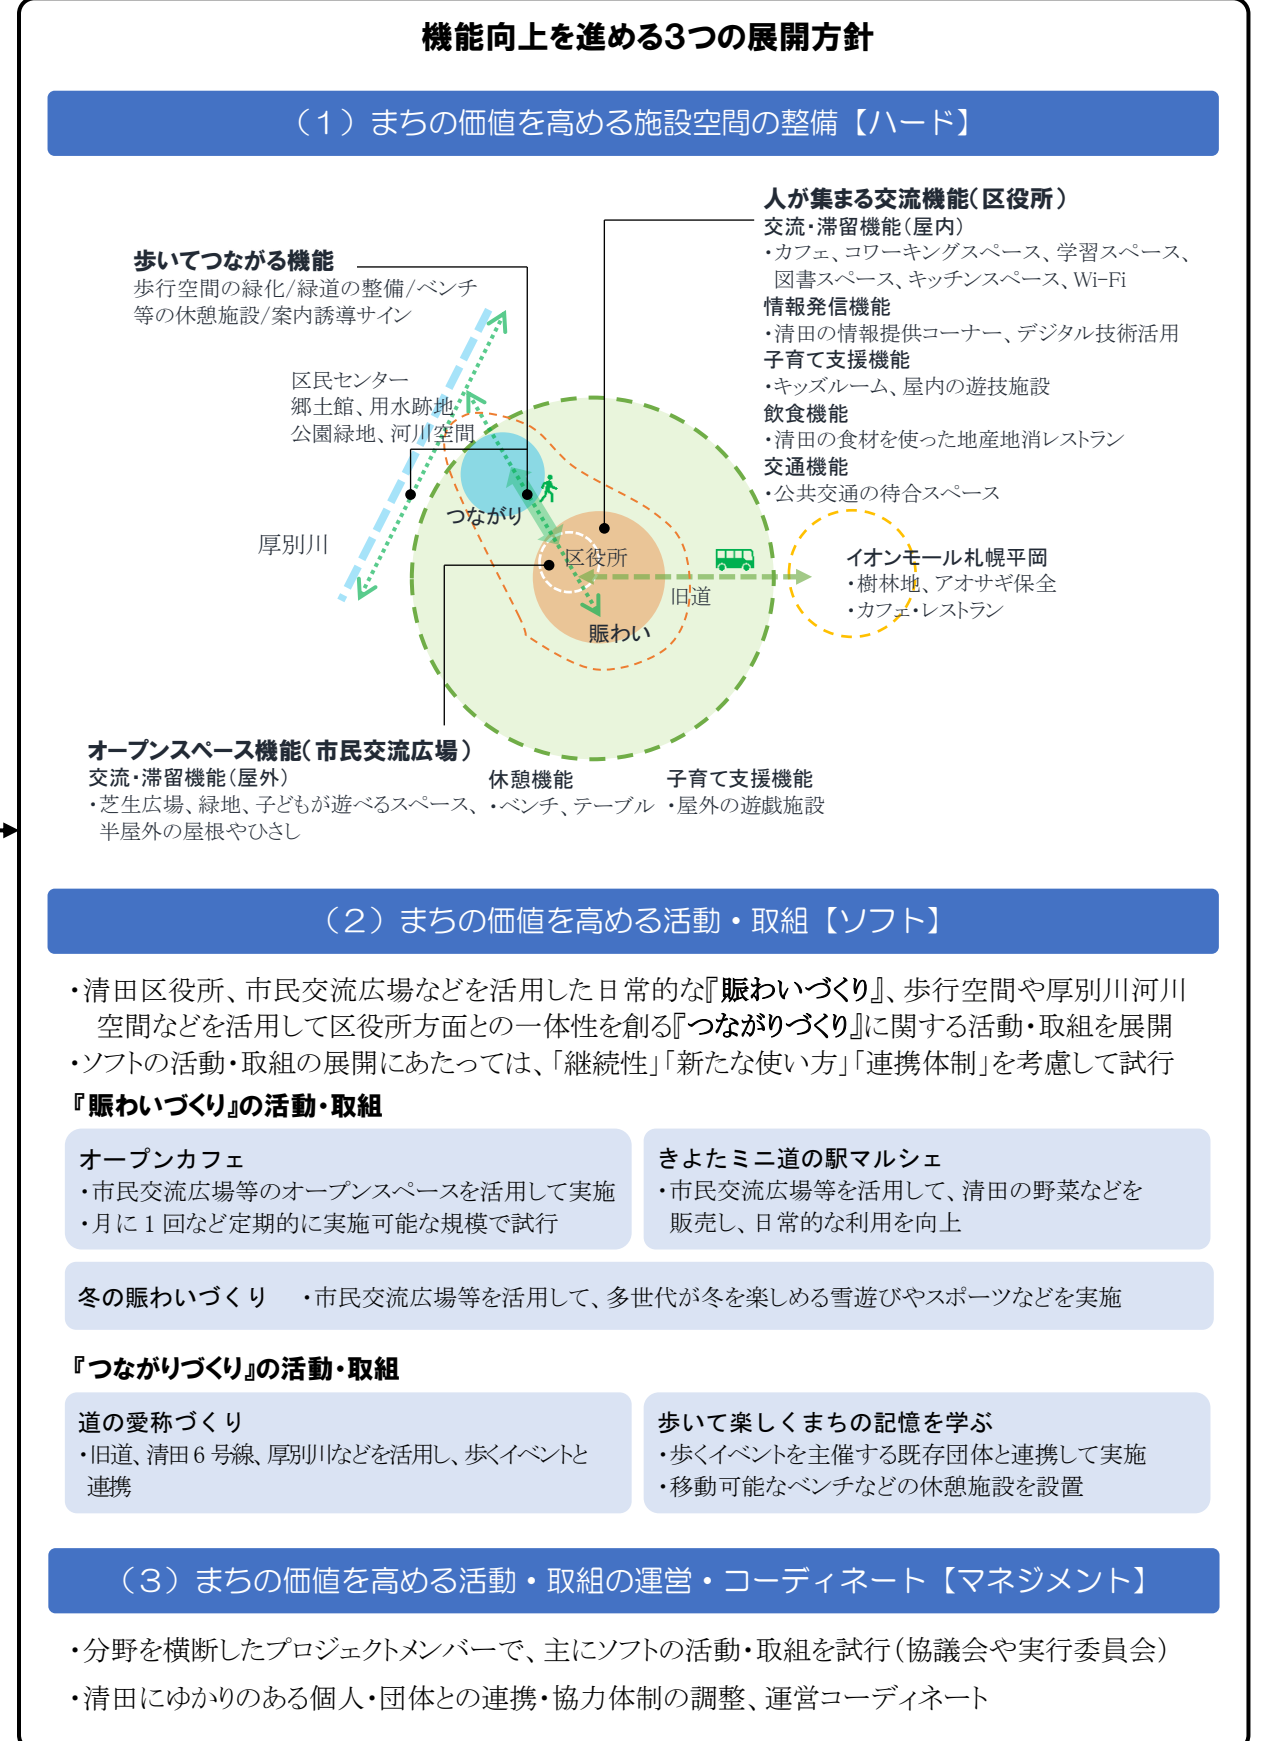 機能向上を進める3つの展開方針
（1）まちの価値を高める施設空間の整備【ハード】
人が集まる交流機能（区役所）
交流・滞留機能（屋内）
・カフェ、コワーキングスペース、学習スペース、
図書スペース、キッチンスペース、Wi-Fi
情報発信機能
・清田の情報提供コーナー、デジタル技術活用
子育て支援機能
・キッズルーム、屋内の遊技施設
飲食機能
・清田の食材を使った地産地消レストラン
交通機能
・公共交通の待合スペース
歩いてつながる機能
歩行空間の緑化/緑道の整備/ベンチ
等の休憩施設/案内誘導サイン
区民センター
郷土館、用水跡地
公園緑地、河川空間
つながり
厚別川
区役所
旧道
賑わい
イオンモール札幌平岡
・樹林地、アオサギ保全
・カフェ・レストラン
オープンスペース機能（市民交流広場）
交流・滞留機能（屋外）
・芝生広場、緑地、子どもが遊べるスペース、
半屋外の屋根やひさし
休憩機能
・ベンチ、テーブル
子育て支援機能
・屋外の遊戯施設
（2）まちの価値を高める活動・取組【ソフト】
・清田区役所、市民交流広場などを活用した日常的な『賑わいづくり』、歩行空間や厚別川河川
空間などを活用して区役所方面との一体性を創る『つながりづくり』に関する活動・取組を展開
・ソフトの活動・取組の展開にあたっては、「継続性」「新たな使い方」「連携体制」を考慮して試行
『賑わいづくり』の活動・取組
オープンカフェ
・市民交流広場等のオープンスペースを活用して実施
・月に1回など定期的に実施可能な規模で試行
きよたミニ道の駅マルシェ
・市民交流広場等を活用して、清田の野菜などを
販売し、日常的な利用を向上
冬の賑わいづくり ・市民交流広場等を活用して、多世代が冬を楽しめる雪遊びやスポーツなどを実施
『つながりづくり』の活動・取組
道の愛称づくり
・旧道、清田6号線、厚別川などを活用し、歩くイベントと
連携
歩いて楽しくまちの記憶を学ぶ
・歩くイベントを主催する既存団体と連携して実施
・移動可能なベンチなどの休憩施設を設置
（3）まちの価値を高める活動・取組の運営・コーディネート【マネジメント】
・分野を横断したプロジェクトメンバーで、主にソフトの活動・取組を試行（協議会や実行委員会）
・清田にゆかりのある個人・団体との連携・協力体制の調整、運営コーディネート